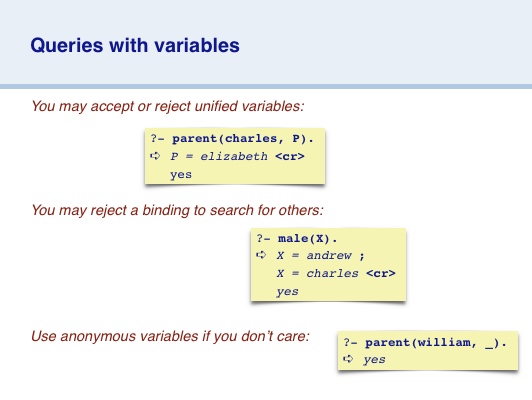 Queries with variables
You may accept or reject unified variables:
?- parent(charles, P).
➪ P = elizabeth <cr>
yes
You may reject a binding to search for others:
?- male(X).
➪ X = andrew ;
X = charles <cr>
yes
Use anonymous variables if you don’t care:
?- parent(william, _).
➪ yes